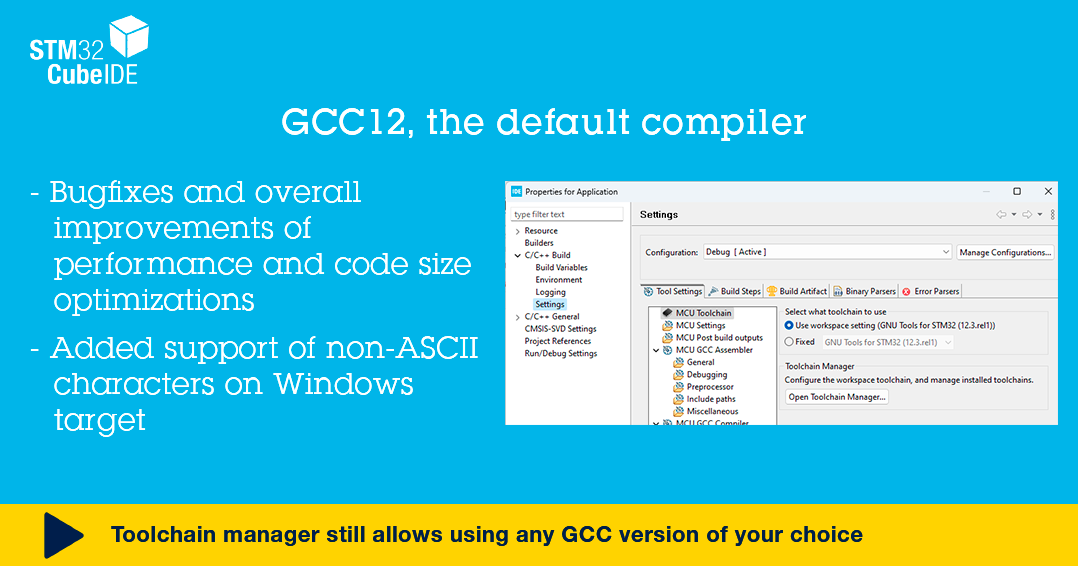 STM32
CubeIDE
GCC12, the default compiler
- Bugfixes and overall
improvements of
performance and code size
optimizations
- Added support of non-ASCII
characters on Windows
target
IDE Properties for Application
type filter text
Resource
Builders
C/C++ Build
Build Variables
Environment
Logging
Settings
C/C++ General
CMSIS-SVD Settings
Project References
Run/Debug Settings
Settings
Configuration: Debug [ Active ] Manage Configurations...
Tool Settings Build Steps Build Artifact Binary Parsers Error Parsers
MCU Toolchain
MCU Settings
MCU Post build outputs
MCU GCC Assembler
General
Debugging
Preprocessor
Include paths
Miscellaneous
MCU GCC Compiler
Select what toolchain to use
Use workspace setting (GNU Tools for STM32 (12.3.rel1))
Fixed GNU Tools for STM32 (12.3.rel1)
Toolchain Manager
Configure the workspace toolchain, and manage installed toolchains.
Open Toolchain Manager...
Toolchain manager still allows using any GCC version of your choice